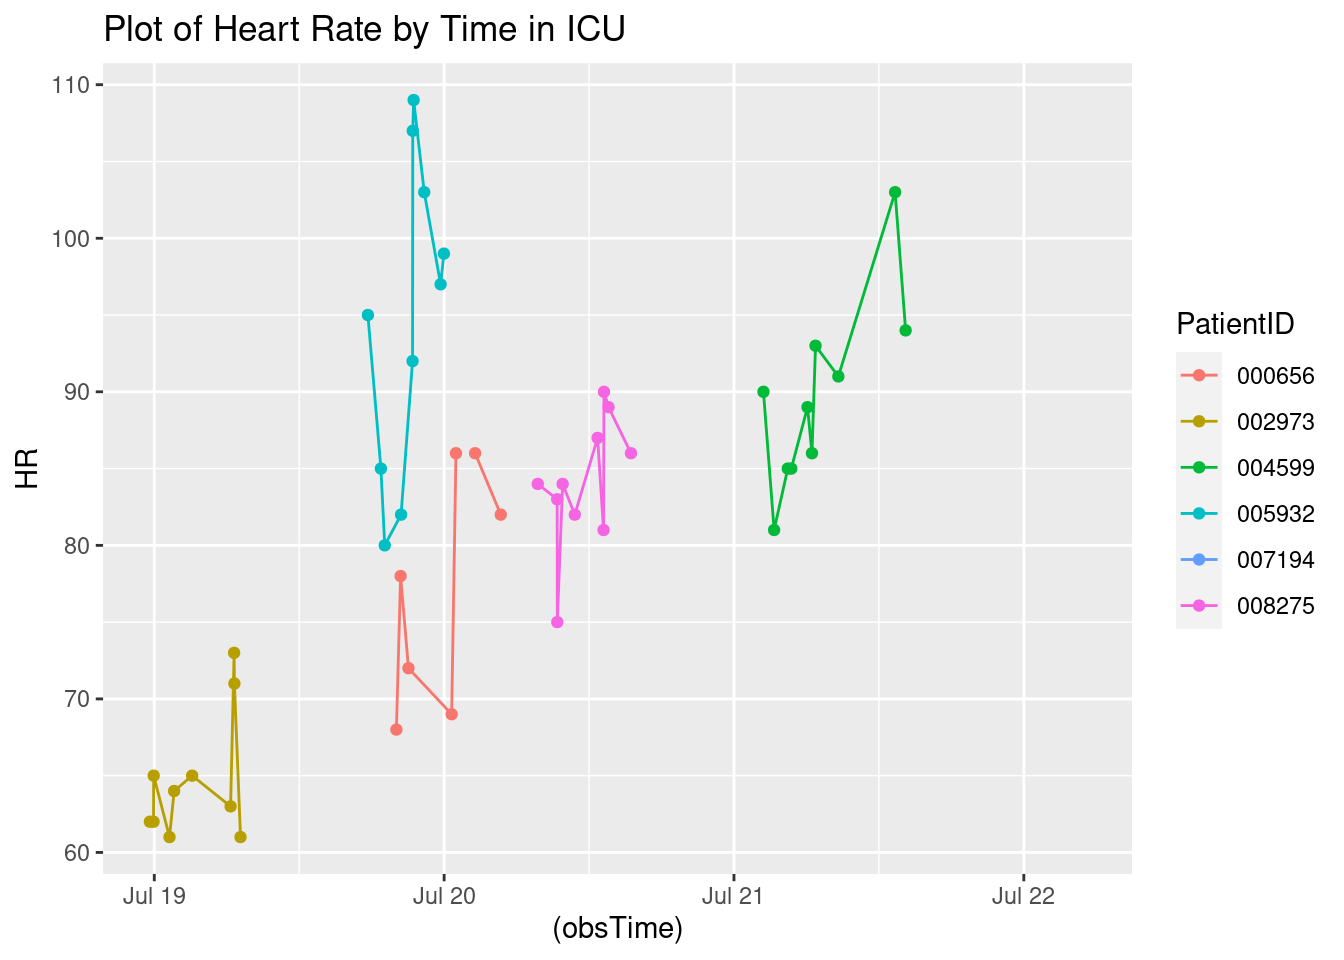 Plot of Heart Rate by Time in ICU
110
100
90
80
70
60
HR
Jul 19
Jul 20
Jul 21
Jul 22
(obsTime)
PatientID
000656
002973
004599
005932
007194
008275